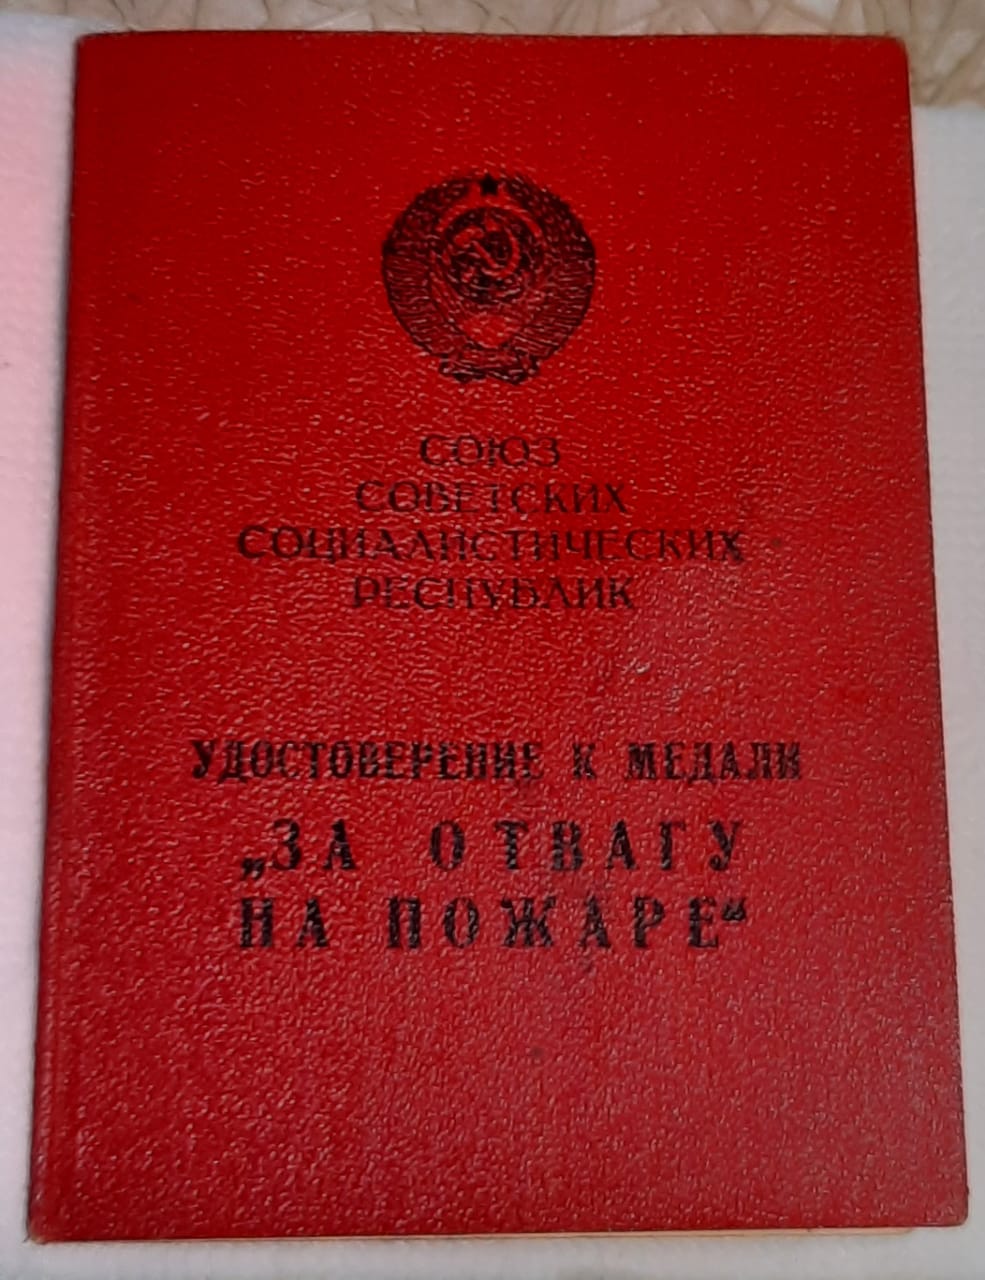 СОЮЗ
СОВЕТСКИХ
СОЦИАЛИСТИЧЕСКИХ
РЕСПУБЛИК
УДОСТОВЕРЕНИЕ К МЕДАЛИ
„ЗА ОТВАГУ
НА ПОЖАРЕ“